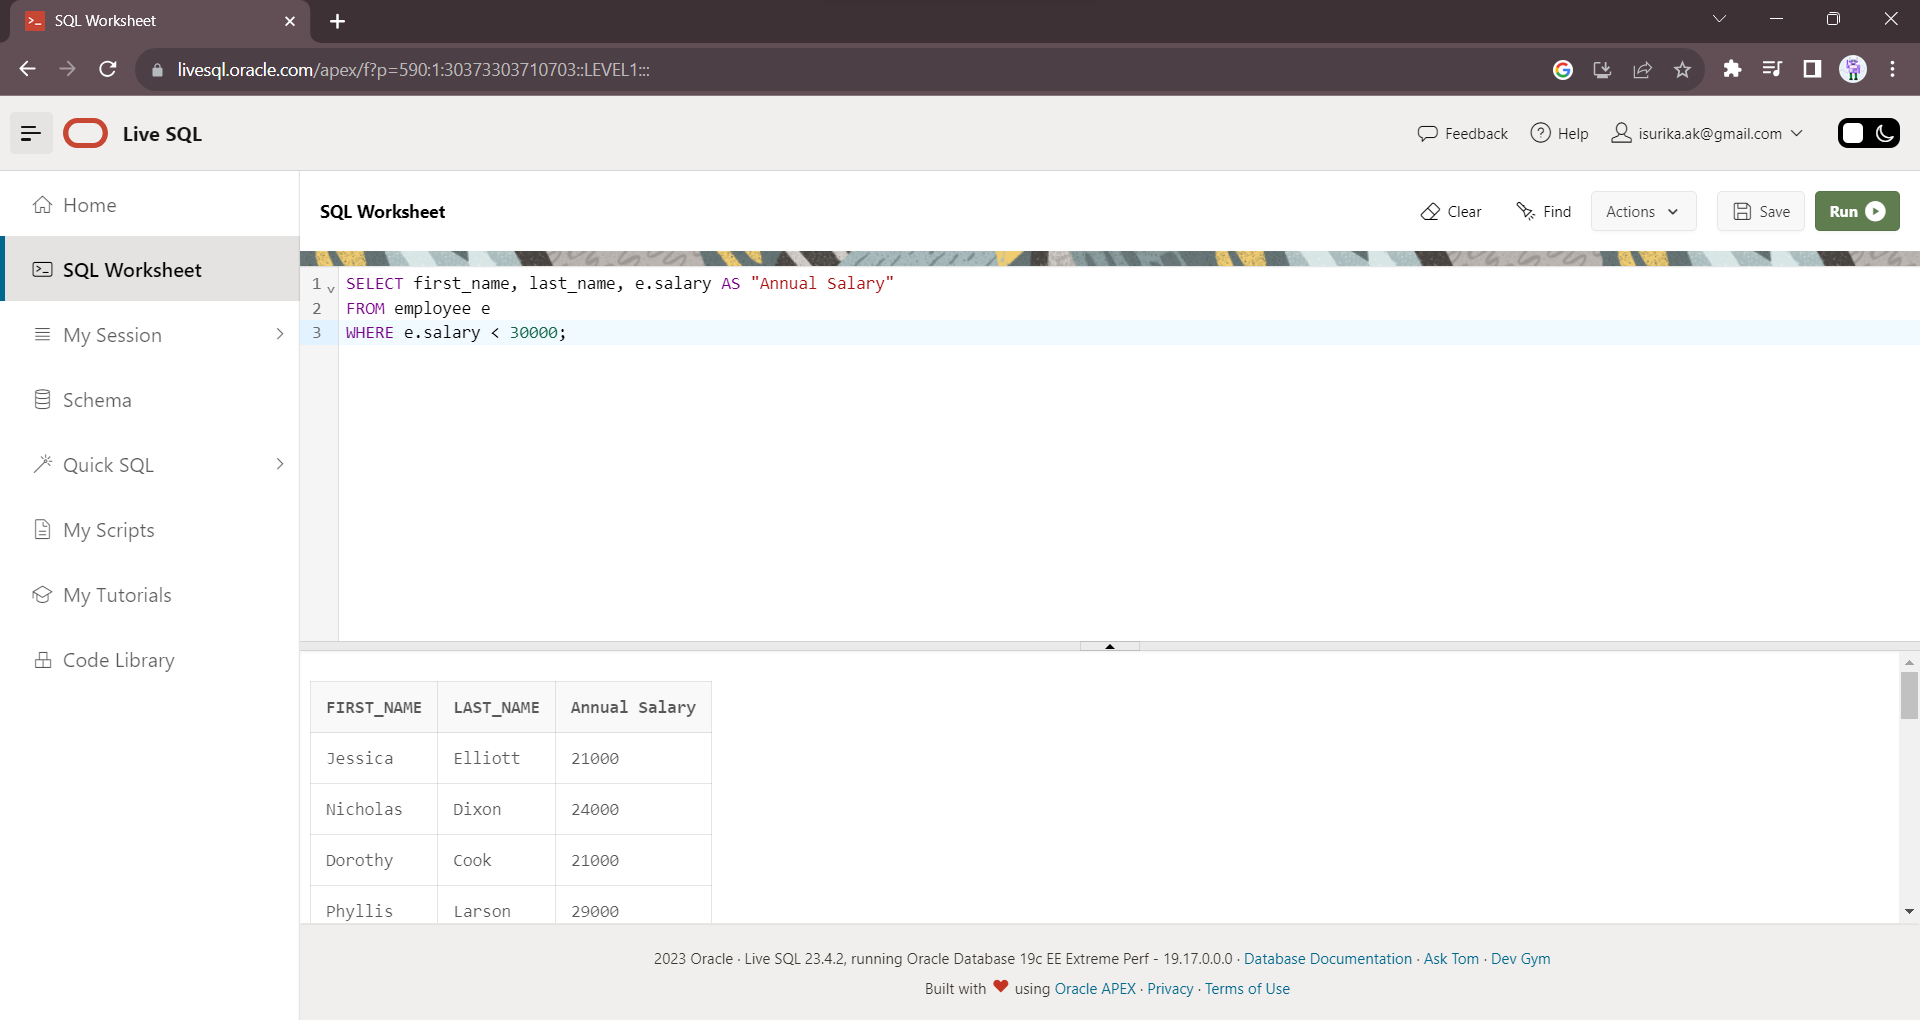 SQL Worksheet
livesql.oracle.com/apex/f?p=590:1:30373303710703::LEVEL1:::
Live SQL
Feedback
Help
isurika.ak@gmail.com
Home
SQL Worksheet
My Session
Schema
Quick SQL
My Scripts
My Tutorials
Code Library
SQL Worksheet
Clear
Find
Actions
Save
Run
1 SELECT first_name, last_name, e.salary AS "Annual Salary"
2 FROM employee e
3 WHERE e.salary < 30000;
FIRST_NAME LAST_NAME Annual Salary
Jessica Elliott 21000
Nicholas Dixon 24000
Dorothy Cook 21000
Phyllis Larson 29000
2023 Oracle · Live SQL 23.4.2, running Oracle Database 19c EE Extreme Perf - 19.17.0.0.0 · Database Documentation · Ask Tom · Dev Gym
Built with ❤ using Oracle APEX · Privacy · Terms of Use